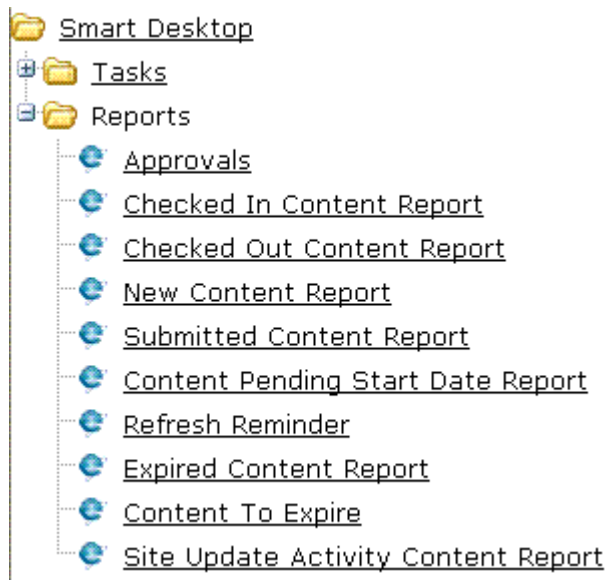 Smart Desktop
Tasks
Reports
Approvals
Checked In Content Report
Checked Out Content Report
New Content Report
Submitted Content Report
Content Pending Start Date Report
Refresh Reminder
Expired Content Report
Content To Expire
Site Update Activity Content Report